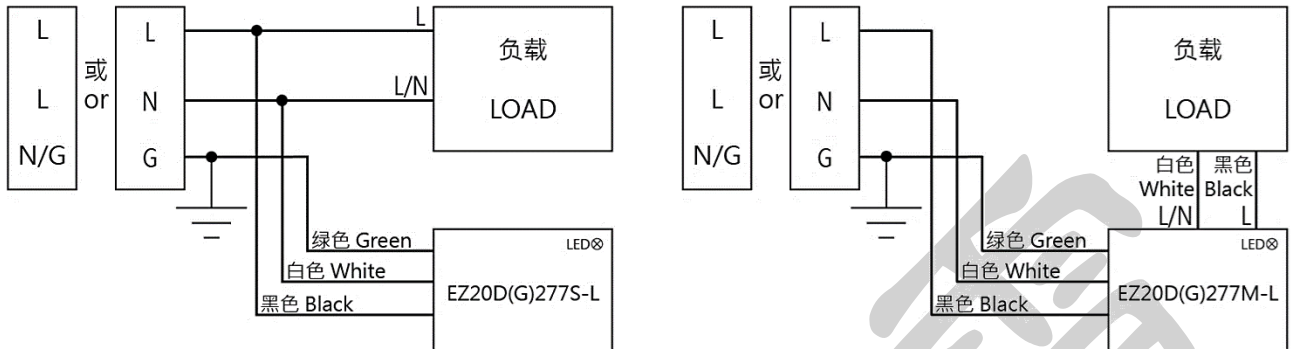 L
L
N/G
或
or
L
N
G
L
L/N
负载
LOAD
绿色 Green
白色 White
黑色 Black
LED⊗
EZ20D(G)277S-L
L
L
N/G
或
or
L
N
G
负载
LOAD
白色 黑色
White Black
L/N L
绿色 Green
白色 White
黑色 Black
LED⊗
EZ20D(G)277M-L